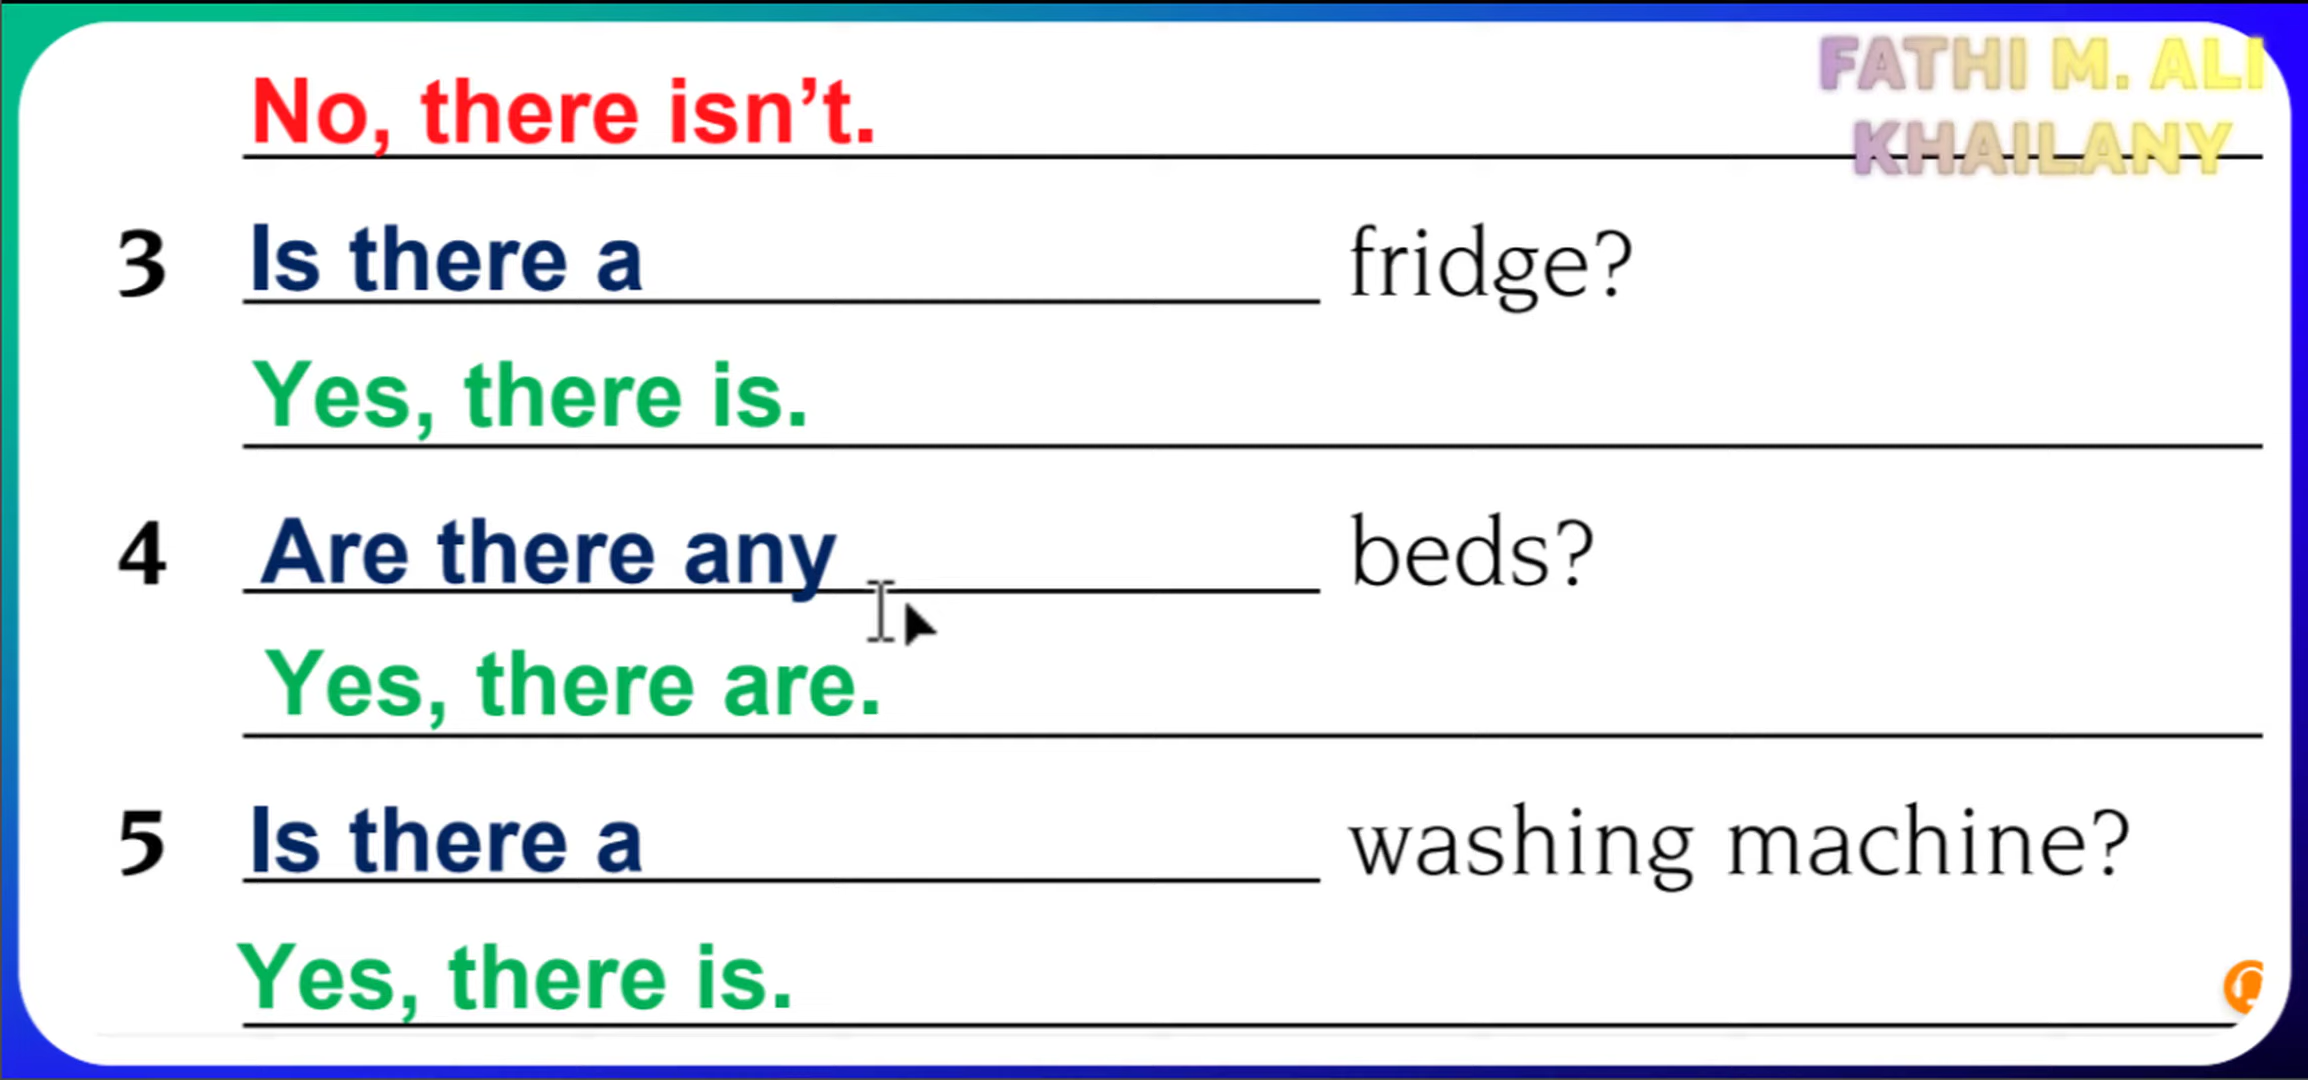 FATHI M. ALI
KHAILANY
No, there isn't.
3 Is there a fridge?
Yes, there is.
4 Are there any beds?
Yes, there are.
5 Is there a washing machine?
Yes, there is.